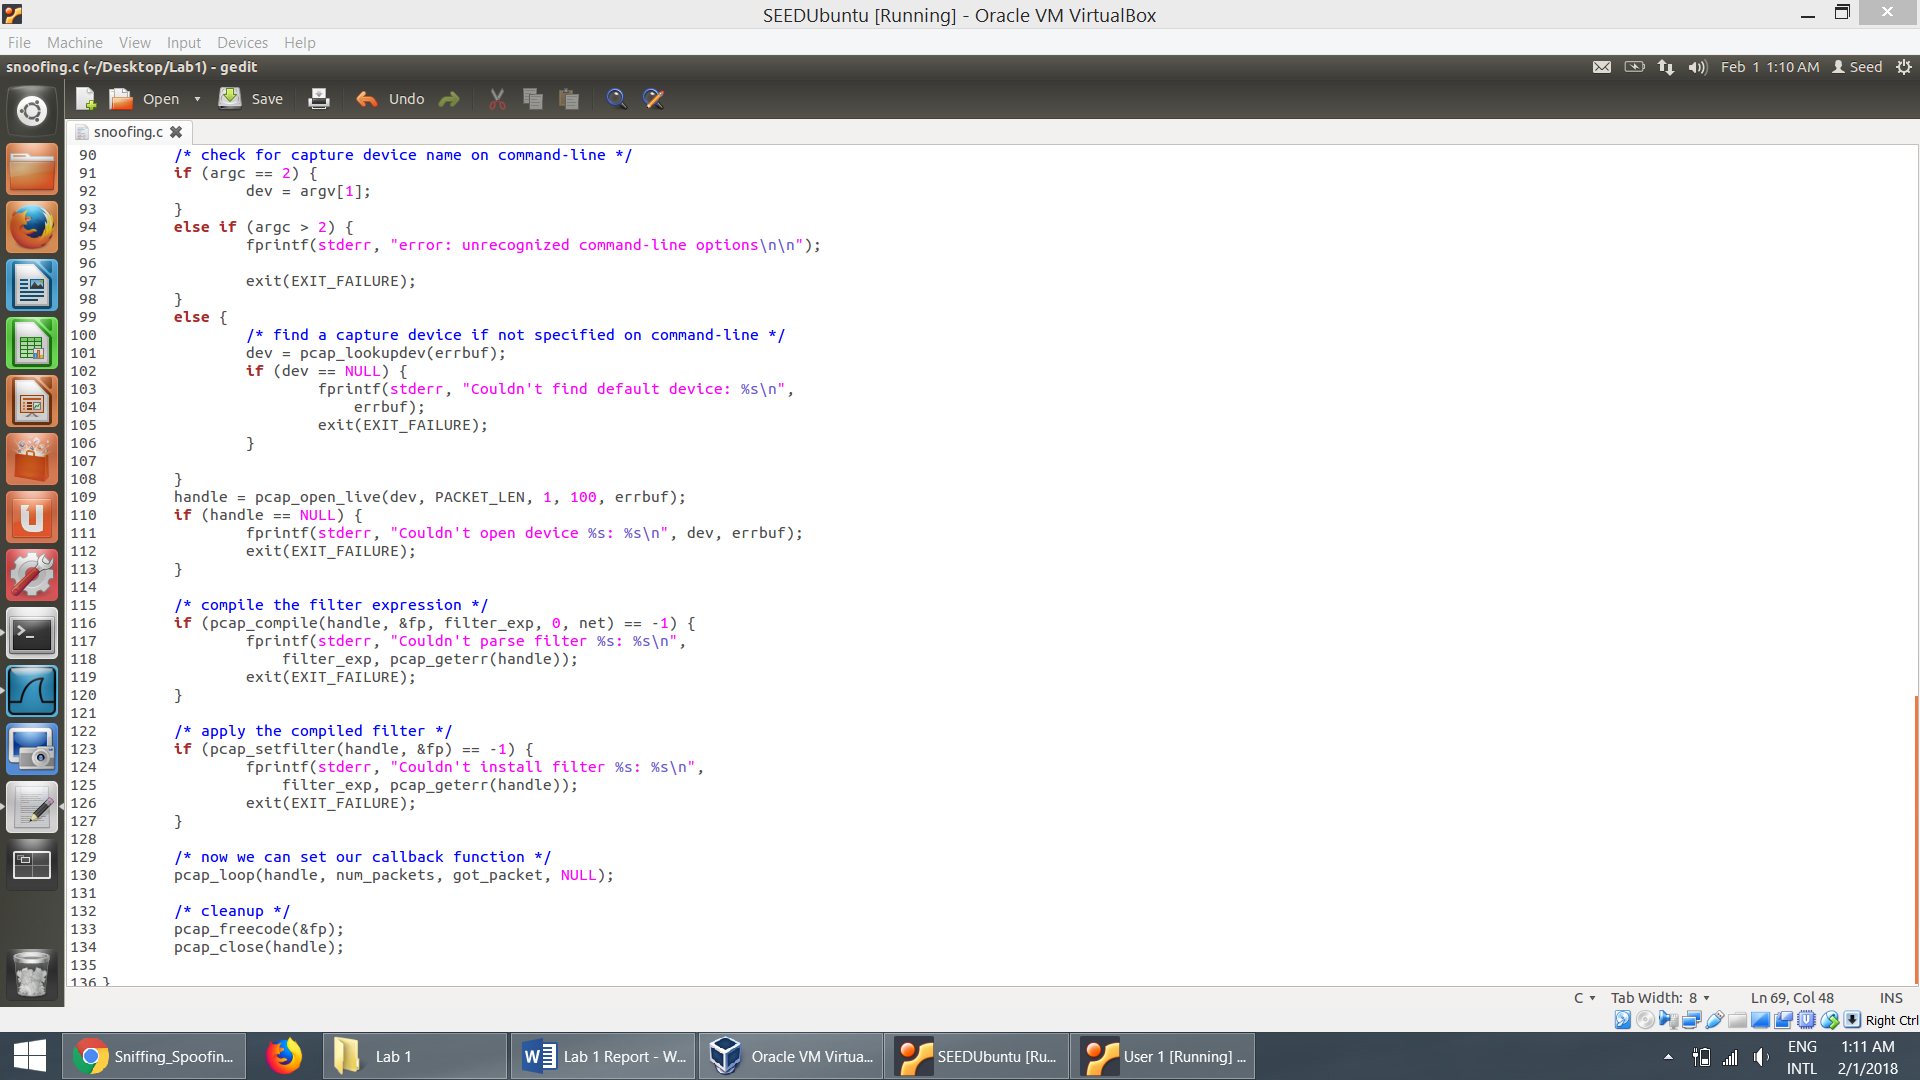 SEEDUbuntu [Running] - Oracle VM VirtualBox
File Machine View Input Devices Help
snoofing.c (~/Desktop/Lab1) - gedit
Feb 1 1:10 AM Seed
Open Save Undo
snoofing.c
90 /* check for capture device name on command-line */
91 if (argc == 2) {
92 dev = argv[1];
93 }
94 else if (argc > 2) {
95 fprintf(stderr, "error: unrecognized command-line options\n\n");
96
97 exit(EXIT_FAILURE);
98 }
99 else {
100 /* find a capture device if not specified on command-line */
101 dev = pcap_lookupdev(errbuf);
102 if (dev == NULL) {
103 fprintf(stderr, "Couldn't find default device: %s\n",
104 errbuf);
105 exit(EXIT_FAILURE);
106 }
107
108 }
109 handle = pcap_open_live(dev, PACKET_LEN, 1, 100, errbuf);
110 if (handle == NULL) {
111 fprintf(stderr, "Couldn't open device %s: %s\n", dev, errbuf);
112 exit(EXIT_FAILURE);
113 }
114
115 /* compile the filter expression */
116 if (pcap_compile(handle, &fp, filter_exp, 0, net) == -1) {
117 fprintf(stderr, "Couldn't parse filter %s: %s\n",
118 filter_exp, pcap_geterr(handle));
119 exit(EXIT_FAILURE);
120 }
121
122 /* apply the compiled filter */
123 if (pcap_setfilter(handle, &fp) == -1) {
124 fprintf(stderr, "Couldn't install filter %s: %s\n",
125 filter_exp, pcap_geterr(handle));
126 exit(EXIT_FAILURE);
127 }
128
129 /* now we can set our callback function */
130 pcap_loop(handle, num_packets, got_packet, NULL);
131
132 /* cleanup */
133 pcap_freecode(&fp);
134 pcap_close(handle);
135
136 }
C Tab Width: 8 Ln 69, Col 48 INS
Right Ctrl
Sniffing_Spoofin... Lab 1 Lab 1 Report - W... Oracle VM Virtua... SEEDUbuntu [Ru... User 1 [Running] ...
ENG 1:11 AM
INTL 2/1/2018